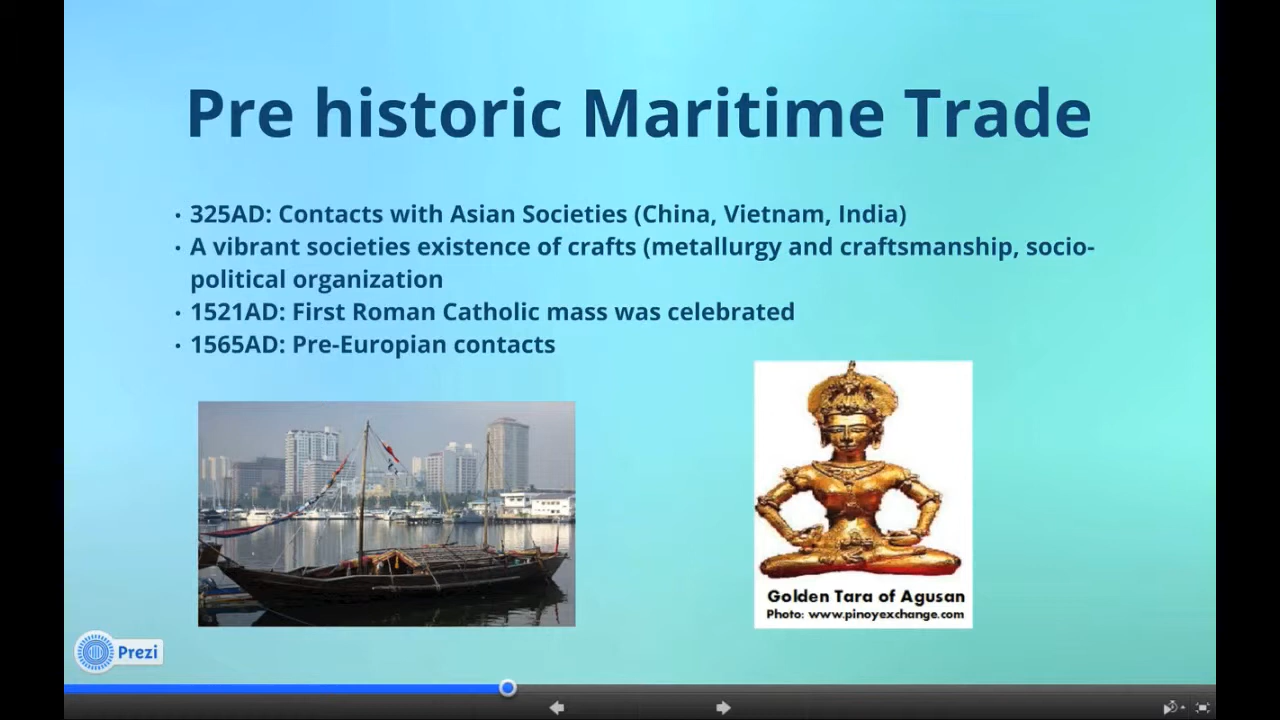 Pre historic Maritime Trade
• 325AD: Contacts with Asian Societies (China, Vietnam, India)
• A vibrant societies existence of crafts (metallurgy and craftsmanship, socio-
political organization
• 1521AD: First Roman Catholic mass was celebrated
• 1565AD: Pre-Europian contacts
Golden Tara of Agusan
Photo: www.pinoyexchange.com
Prezi